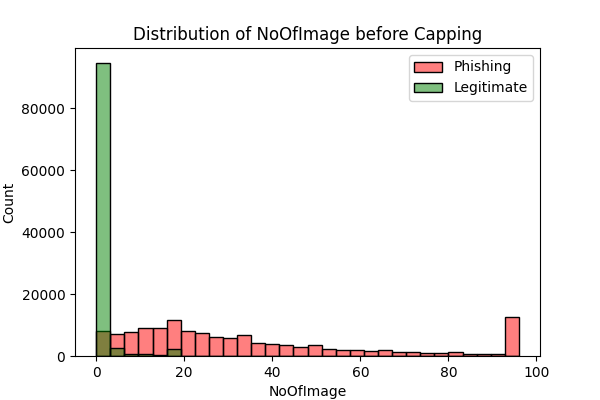 Distribution of NoOfImage before Capping
Phishing
Legitimate
Count
80000
60000
40000
20000
0
0 20 40 60 80 100
NoOfImage